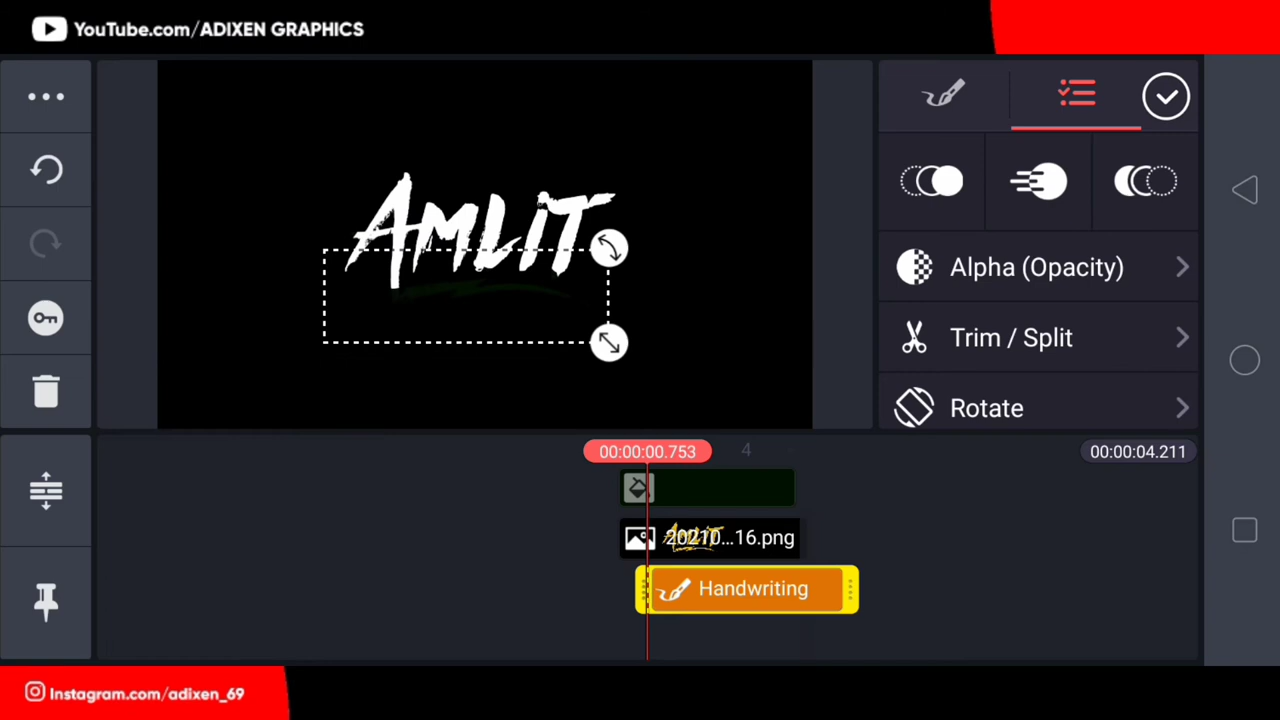 YouTube.com/ADIXEN GRAPHICS
AMLIT
Alpha (Opacity)
Trim / Split
Rotate
00:00:00.753
4
00:00:04.211
20210...16.png
Handwriting
Instagram.com/adixen_69